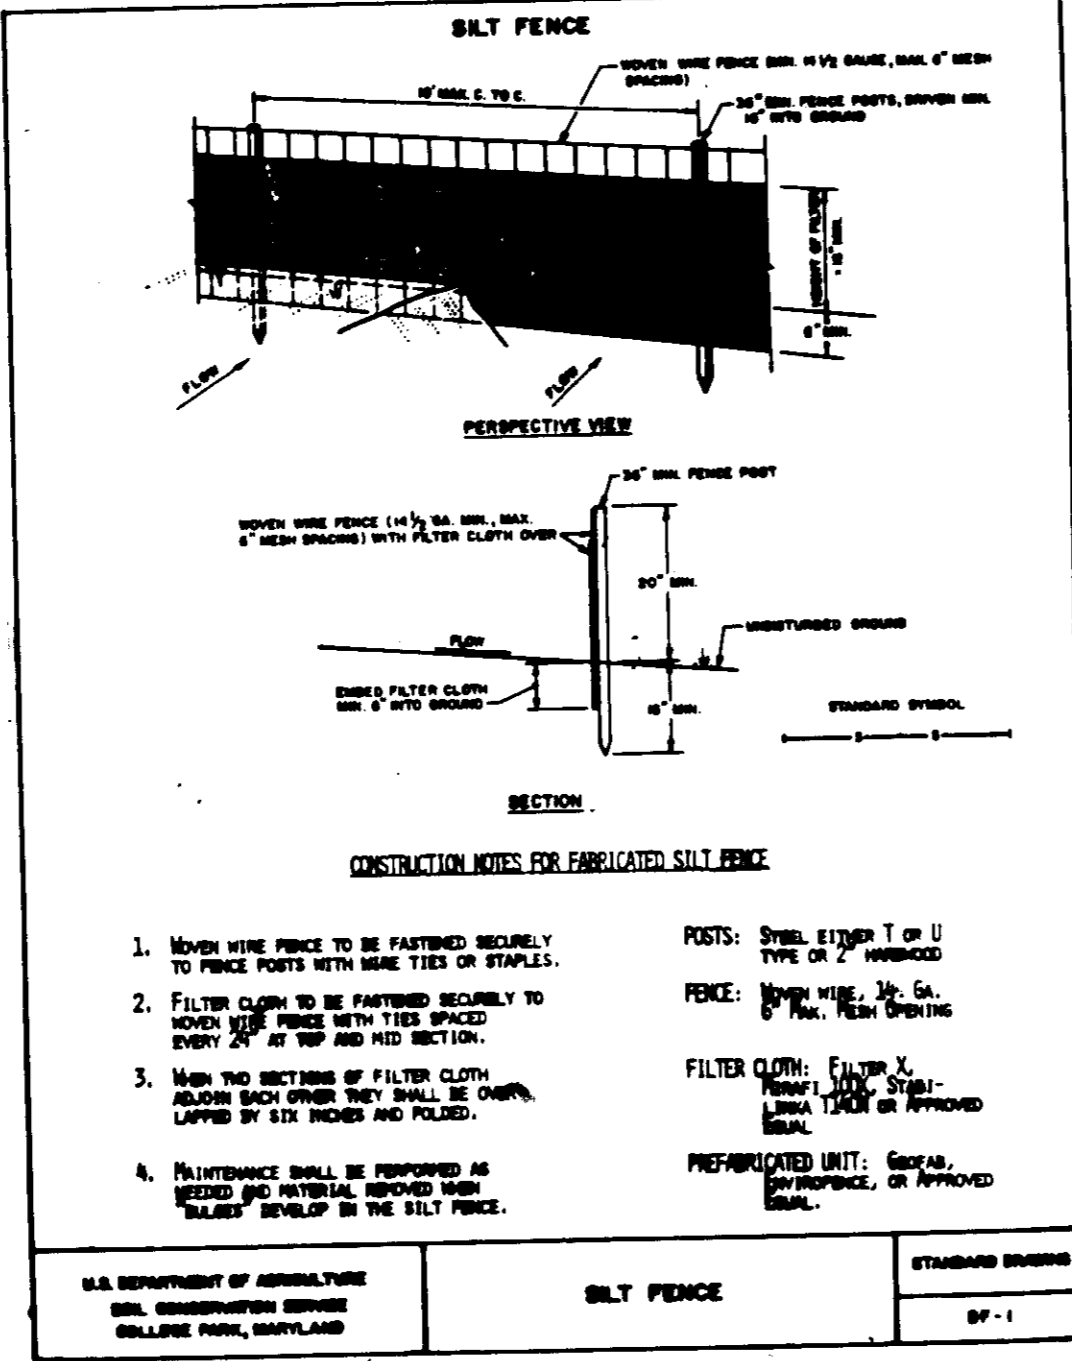 SILT FENCE
WOVEN WIRE FENCE (MIN. 14 1/2 GAUGE, MAX. 6" MESH
SPACING)
10' MAX. C. TO C.
36" MIN. FENCE POSTS, DRIVEN MIN.
16" INTO GROUND
HEIGHT OF FILTER
= 16" MIN.
6" MIN.
FLOW
FLOW
PERSPECTIVE VIEW
36" MIN. FENCE POST
WOVEN WIRE FENCE (14 1/2 GA. MIN., MAX.
6" MESH SPACING) WITH FILTER CLOTH OVER
20" MIN.
UNDISTURBED GROUND
FLOW
EMBED FILTER CLOTH
MIN. 6" INTO GROUND
16" MIN.
STANDARD SYMBOL
S S
SECTION
CONSTRUCTION NOTES FOR FABRICATED SILT FENCE
1. WOVEN WIRE FENCE TO BE FASTENED SECURELY
TO FENCE POSTS WITH WIRE TIES OR STAPLES.
2. FILTER CLOTH TO BE FASTENED SECURELY TO
WOVEN WIRE FENCE WITH TIES SPACED
EVERY 24" AT TOP AND MID SECTION.
3. WHEN TWO SECTIONS OF FILTER CLOTH
ADJOIN EACH OTHER THEY SHALL BE OVER-
LAPPED BY SIX INCHES AND FOLDED.
4. MAINTENANCE SHALL BE PERFORMED AS
NEEDED AND MATERIAL REMOVED WHEN
"BULGES" DEVELOP IN THE SILT FENCE.
POSTS: STEEL EITHER T OR U
TYPE OR 2" HARDWOOD
FENCE: WOVEN WIRE, 14. GA.
6" MAX. MESH OPENING
FILTER CLOTH: FILTER X,
MIRAFI 100X, STABI-
LINKA T140N OR APPROVED
EQUAL
PREFABRICATED UNIT: GEOFAB,
ENVIROFENCE, OR APPROVED
EQUAL.
U.S. DEPARTMENT OF AGRICULTURE
SOIL CONSERVATION SERVICE
COLLEGE PARK, MARYLAND
SILT FENCE
STANDARD DRAWING
SF - 1